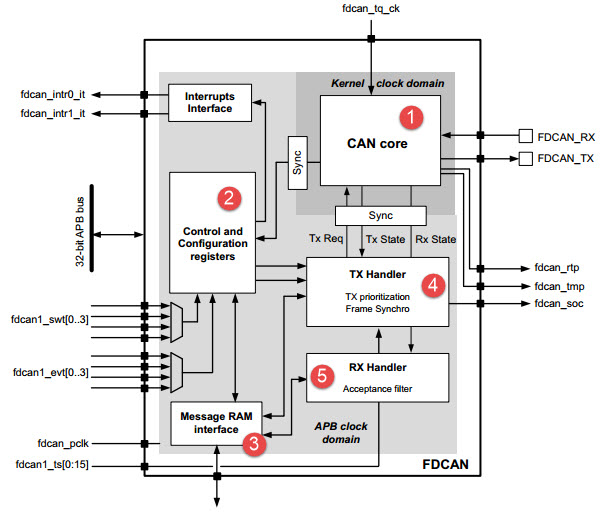 fdcan_tq_ck
Kernel clock domain
fdcan_intr0_it
fdcan_intr1_it
Interrupts
Interface
1
CAN core
FDCAN_RX
FDCAN_TX
Sync
2
Control and
Configuration
registers
32-bit APB bus
Sync
Tx Req
Tx State
Rx State
TX Handler
TX prioritization
Frame Synchro
4
fdcan_rtp
fdcan_tmp
fdcan_soc
fdcan1_swt[0..3]
fdcan1_evt[0..3]
RX Handler
Acceptance filter
5
Message RAM
interface
3
APB clock
domain
fdcan_pclk
fdcan1_ts[0:15]
FDCAN